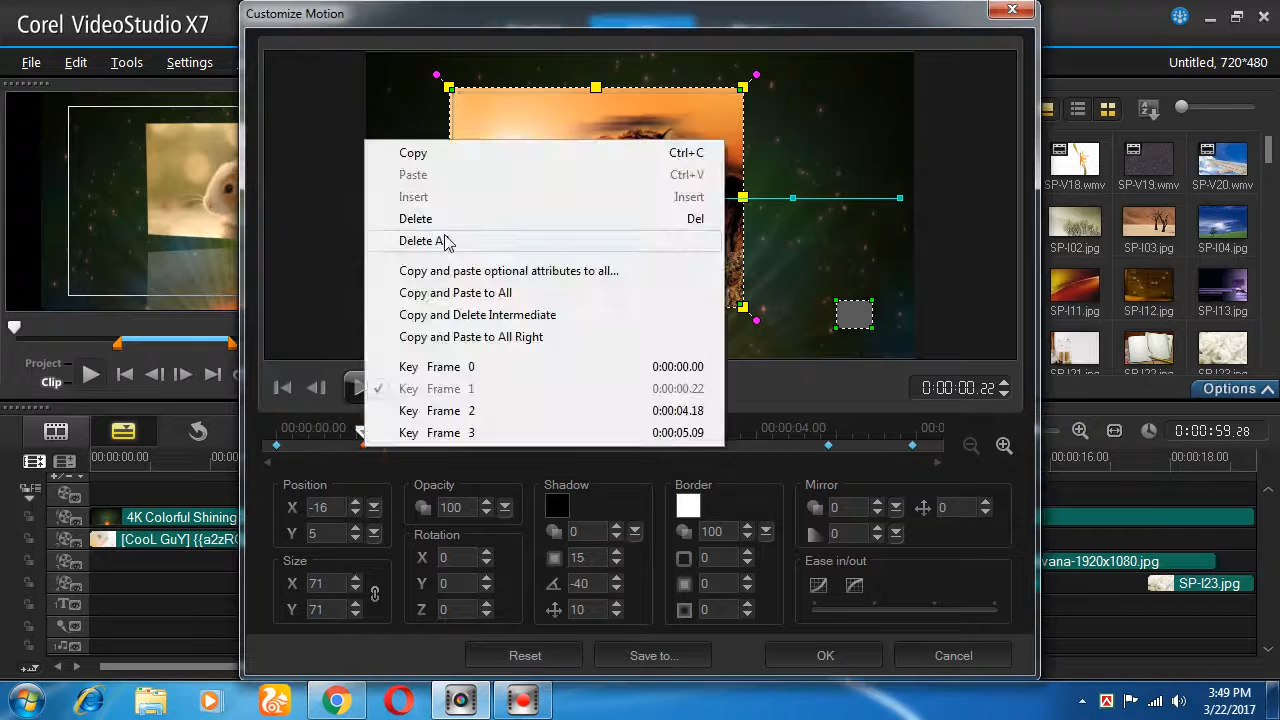 Corel VideoStudio X7
Customize Motion
File Edit Tools Settings
Untitled, 720*480
Copy Ctrl+C
Paste Ctrl+V
Insert Insert
Delete Del
Delete A
Copy and paste optional attributes to all...
Copy and Paste to All
Copy and Delete Intermediate
Copy and Paste to All Right
Key Frame 0 0:00:00.00
Key Frame 1 0:00:00.22
Key Frame 2 0:00:04.18
Key Frame 3 0:00:05.09
SP-V18.wmv SP-V19.wmv SP-V20.wmv
SP-I02.jpg SP-I03.jpg SP-I04.jpg
SP-I11.jpg SP-I12.jpg SP-I13.jpg
Project
Clip
0:00:00.22
Options
00:00:00.00 00:00:04.00
0:00:59,28
00:00:00.00 00:00:16.00 00:00:18.00
Position
X -16
Y 5
Size
X 71
Y 71
Opacity
100
Rotation
X 0
Y 0
Z 0
Shadow
0
15
-40
10
Border
100
0
0
0
Mirror
0 0
0
Ease in/out
4K Colorful Shining
[CooL GuY] {{a2zR
vana-1920x1080.jpg
SP-I23.jpg
Reset Save to... OK Cancel
3:49 PM
3/22/2017